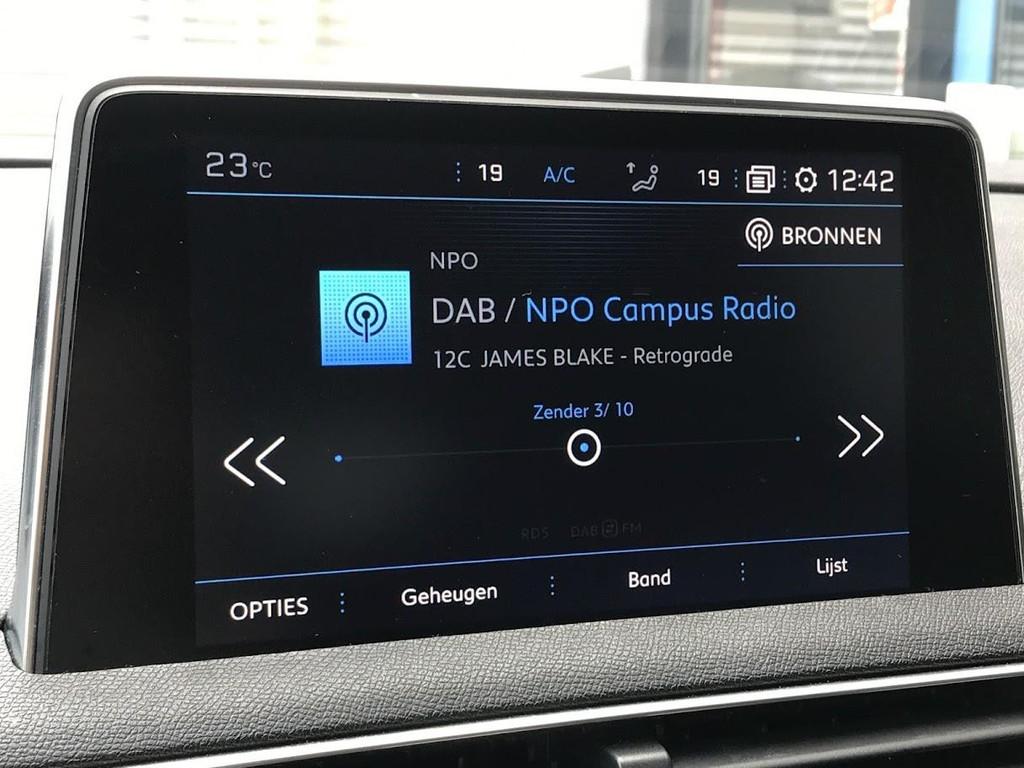 23°C 19 A/C 19 12:42
BRONNEN
NPO
DAB / NPO Campus Radio
12C JAMES BLAKE - Retrograde
Zender 3/ 10
RDS DAB FM
OPTIES Geheugen Band Lijst